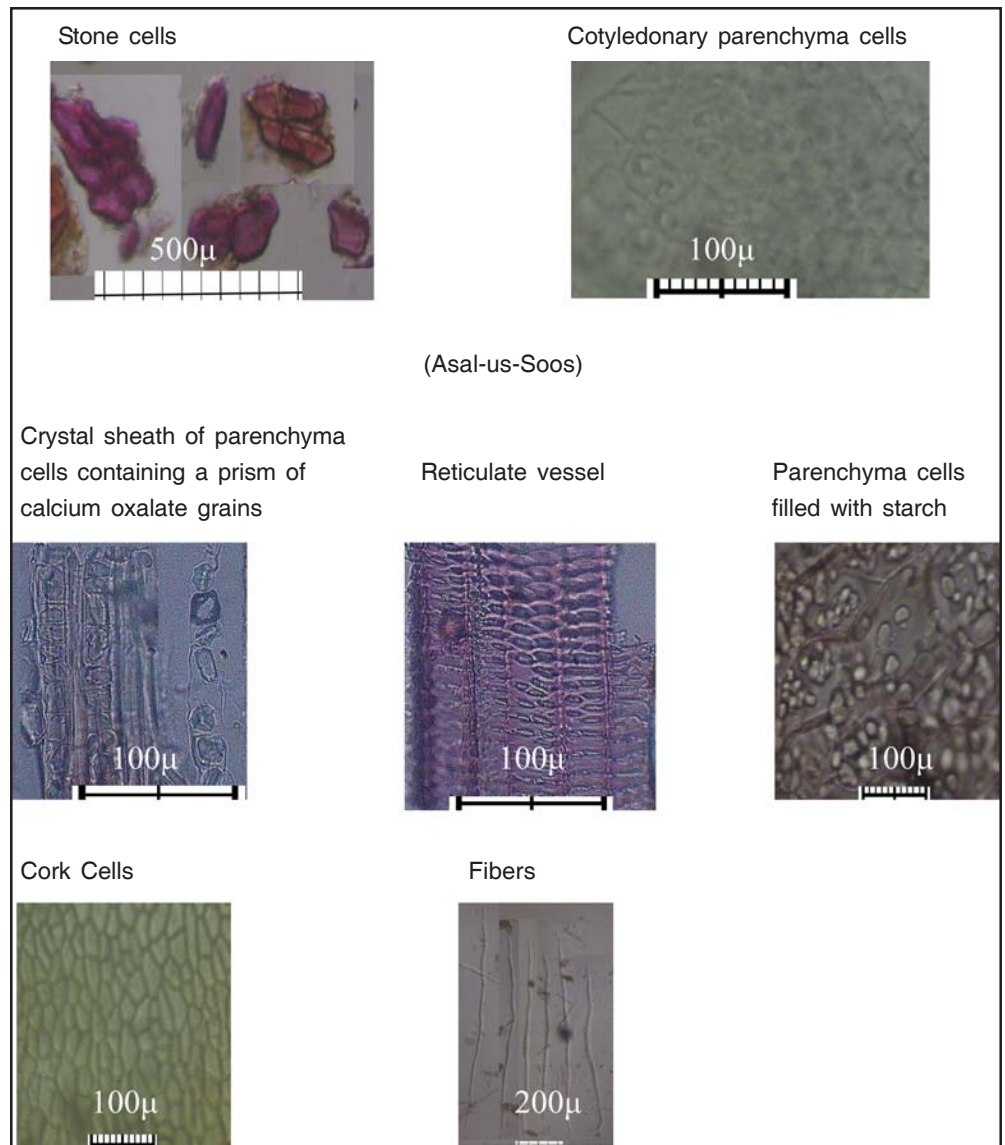 Stone cells
Cotyledonary parenchyma cells
500µ
100µ
(Asal-us-Soos)
Crystal sheath of parenchyma
cells containing a prism of
calcium oxalate grains
Reticulate vessel
Parenchyma cells
filled with starch
100µ
100µ
100µ
Cork Cells
Fibers
100µ
200µ